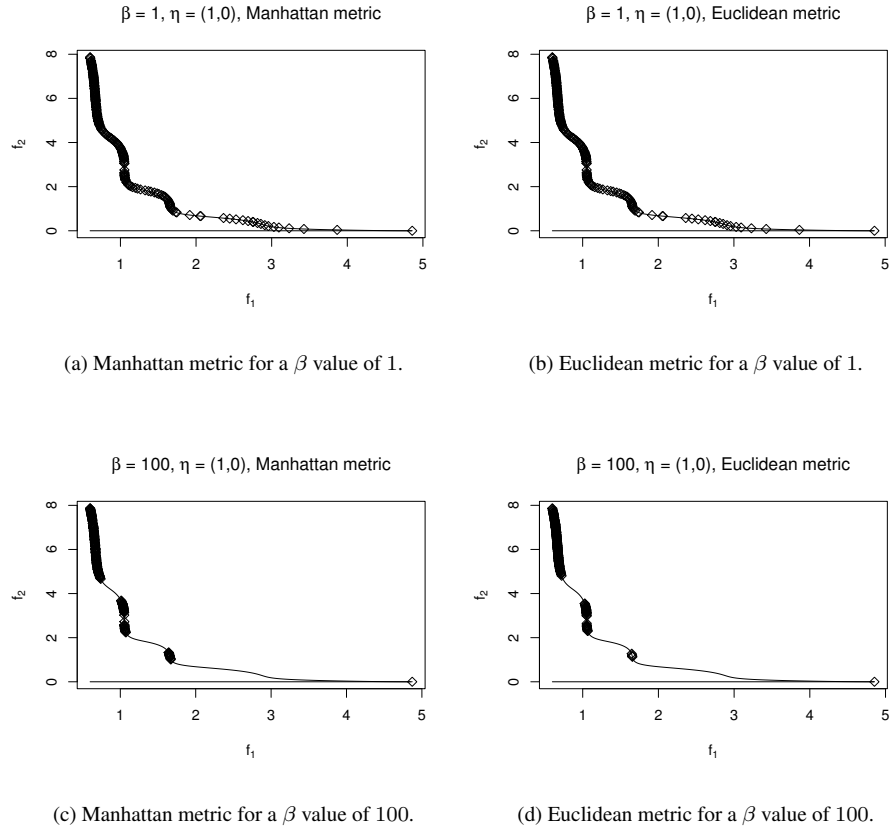 β = 1, η = (1,0), Manhattan metric
f2
8
6
4
2
0
1
2
3
4
5
f1
(a) Manhattan metric for a β value of 1.
β = 1, η = (1,0), Euclidean metric
f2
8
6
4
2
0
1
2
3
4
5
f1
(b) Euclidean metric for a β value of 1.
β = 100, η = (1,0), Manhattan metric
f2
8
6
4
2
0
1
2
3
4
5
f1
(c) Manhattan metric for a β value of 100.
β = 100, η = (1,0), Euclidean metric
f2
8
6
4
2
0
1
2
3
4
5
f1
(d) Euclidean metric for a β value of 100.